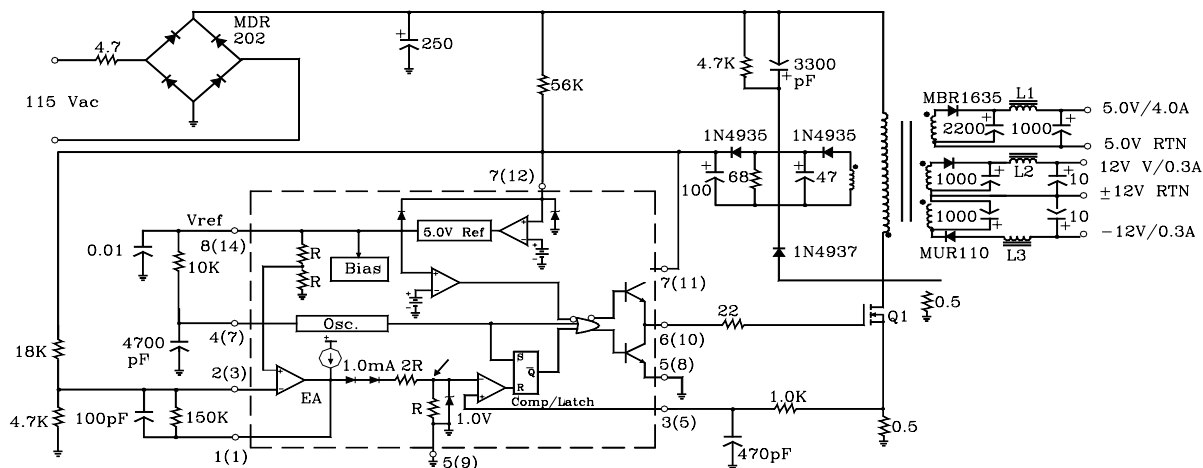 MDR
202
4.7
115 Vac
250
56K
4.7K
3300
pF
MBR1635
L1
5.0V/4.0A
2200
1000
5.0V RTN
1N4935
1N4935
12V V/0.3A
L2
1000
10
±12V RTN
100
68
47
1000
10
-12V/0.3A
MUR110
L3
7(12)
Vref
8(14)
0.01
10K
5.0V Ref
R
R
Bias
1N4937
7(11)
0.5
4700
pF
4(7)
Osc.
22
6(10)
Q1
5(8)
18K
2(3)
1.0mA
2R
S
Q
R
EA
Comp/Latch
1.0K
R
1.0V
3(5)
0.5
4.7K
100pF
150K
470pF
1(1)
5(9)